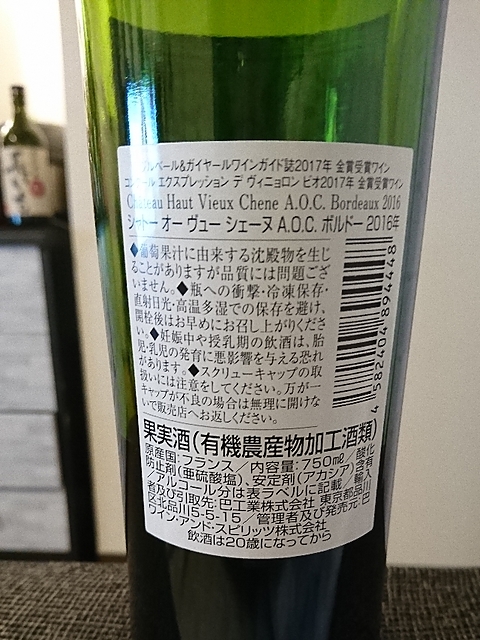 ルベール&ガイヤールワインガイド誌2017年 金賞受賞ワイン
コンクール エクスプレッション デ ヴィニョロン ビオ2017年 金賞受賞ワイン
Chateau Haut Vieux Chene A.O.C. Bordeaux 2016
シャトー オー ヴュー シェーヌ A.O.C. ボルドー 2016年
◆葡萄果汁に由来する沈殿物を生じ
ることがありますが品質には問題ござ
いません。◆瓶への衝撃・冷凍保存・
直射日光・高温多湿での保存を避け、
開栓後はお早めにお召し上がりくださ
い。◆妊娠中や授乳期の飲酒は、胎
児・乳児の発育に悪影響を与える恐れ
があります。◆スクリューキャップの取
扱いには注意をしてください。万が一
キャップが不良の場合は無理に開けな
いで販売店へお返しください。
4 532404 894448
果実酒(有機農産物加工酒類)
原産国:フランス/内容量:750㎖/酸化
防止剤(亜硫酸塩)、安定剤(アカシア)含有
/アルコール分は表ラベルに記載/輸入
者及び引取先:巴工業株式会社 東京都品川
区北品川5-5-15/管理者及び発売元:巴
ワイン・アンド・スピリッツ株式会社
飲酒は20歳になってから